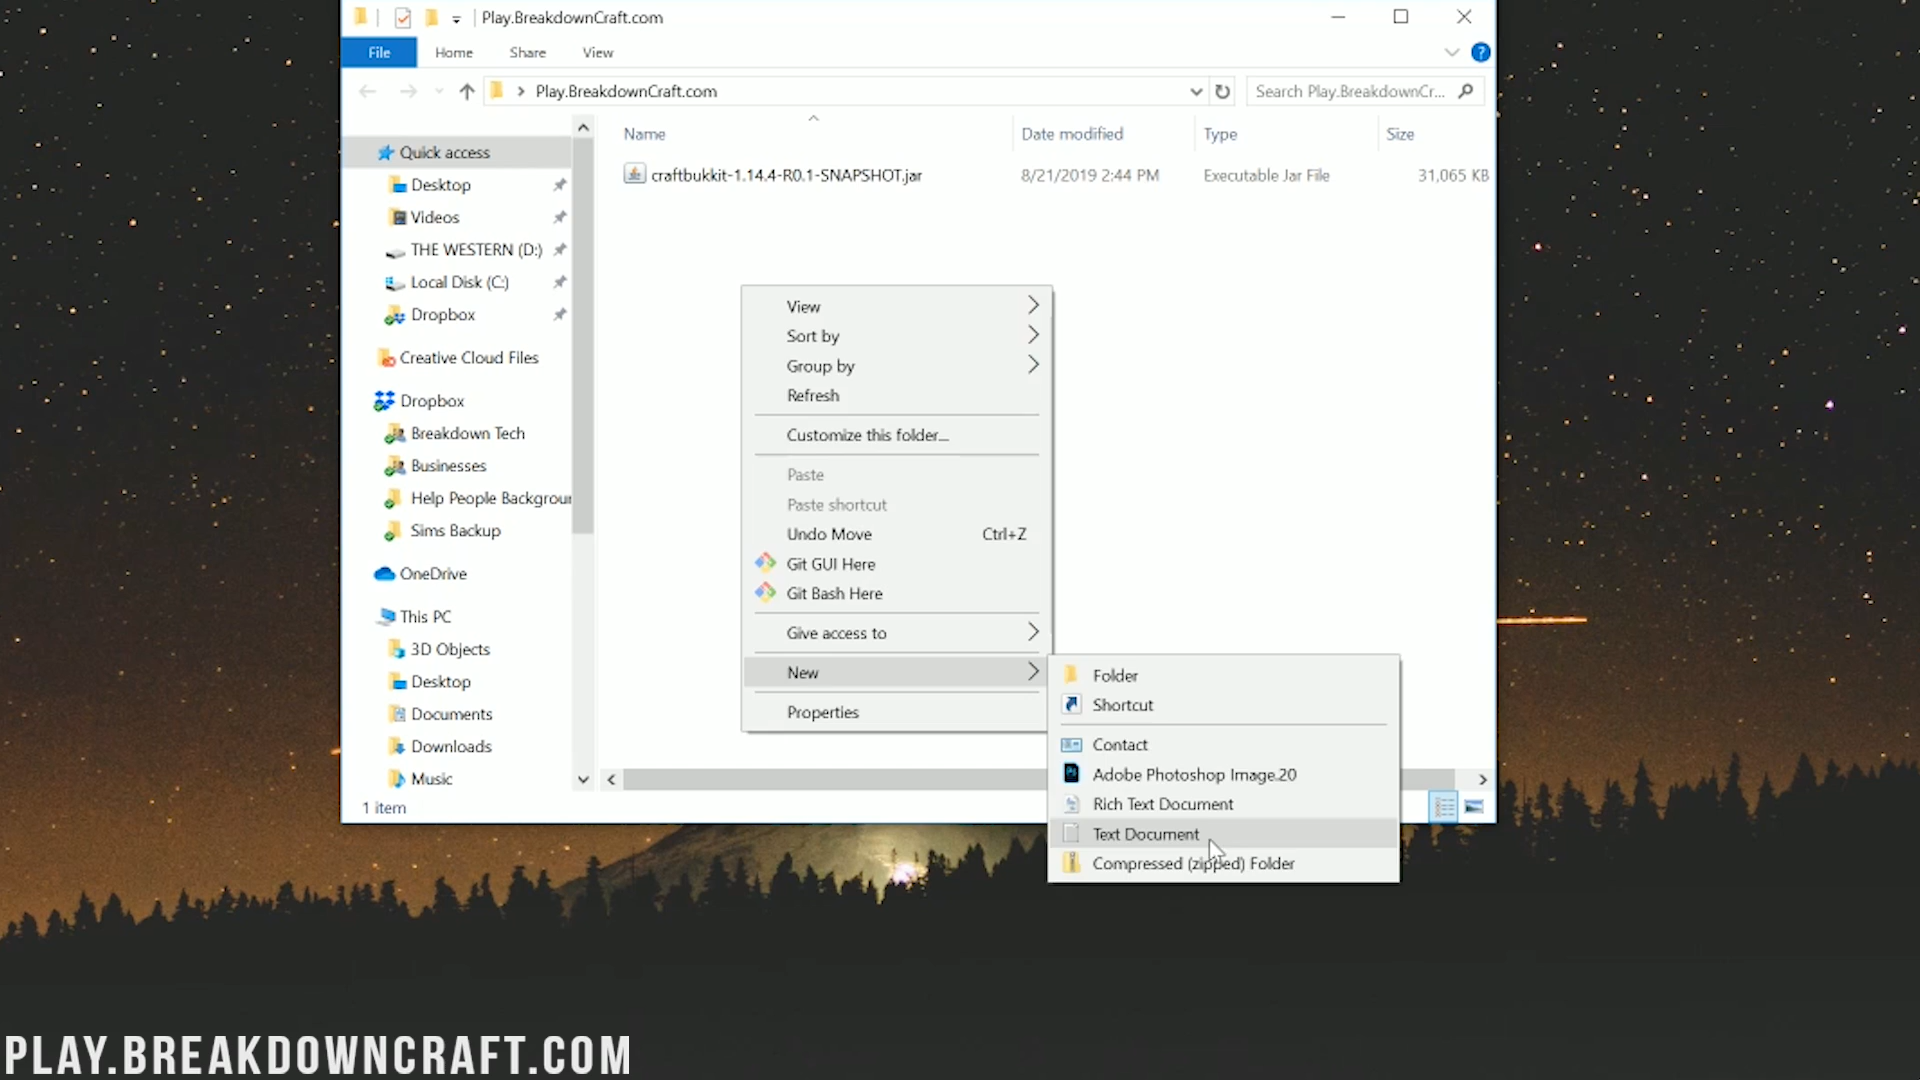 Play.BreakdownCraft.com
File Home Share View
Play.BreakdownCraft.com
Search Play.BreakdownCr...
Name Date modified Type Size
craftbukkit-1.14.4-R0.1-SNAPSHOT.jar 8/21/2019 2:44 PM Executable Jar File 31,065 KB
Quick access
Desktop
Videos
THE WESTERN (D:)
Local Disk (C:)
Dropbox
Creative Cloud Files
Dropbox
Breakdown Tech
Businesses
Help People Backgroun
Sims Backup
OneDrive
This PC
3D Objects
Desktop
Documents
Downloads
Music
1 item
View
Sort by
Group by
Refresh
Customize this folder...
Paste
Paste shortcut
Undo Move Ctrl+Z
Git GUI Here
Git Bash Here
Give access to
New
Properties
Folder
Shortcut
Contact
Adobe Photoshop Image.20
Rich Text Document
Text Document
Compressed (zipped) Folder
PLAY.BREAKDOWNCRAFT.COM